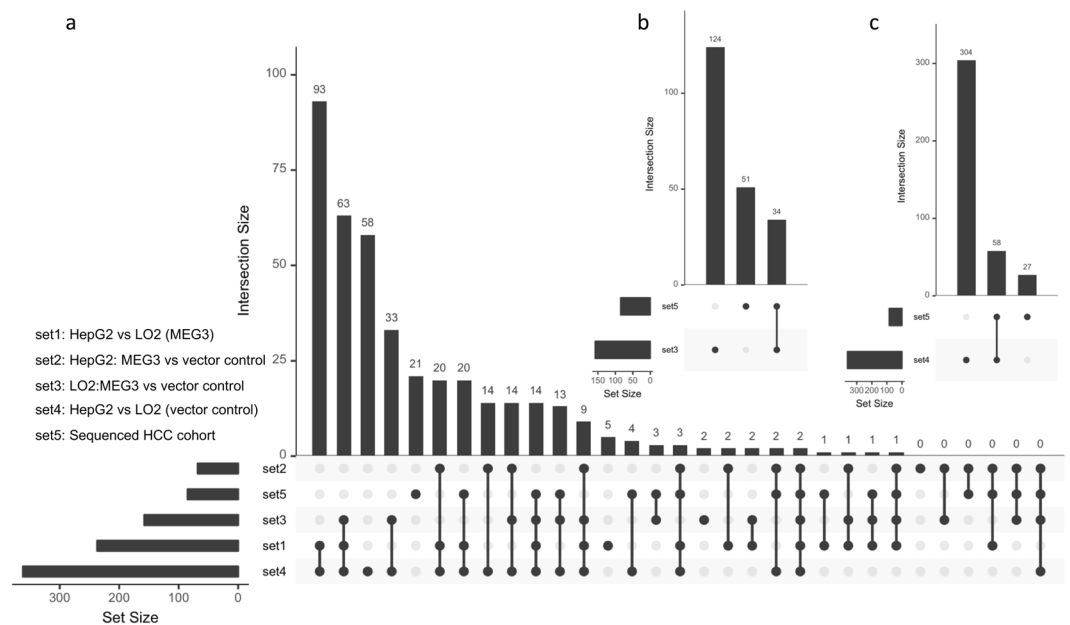 a
b
c
Intersection Size
100
75
50
25
0
93
63
58
33
21
20
20
14
14
14
13
9
5
4
3
3
2
2
2
2
2
1
1
1
1
0
0
0
0
0
0
set1: HepG2 vs LO2 (MEG3)
set2: HepG2: MEG3 vs vector control
set3: LO2:MEG3 vs vector control
set4: HepG2 vs LO2 (vector control)
set5: Sequenced HCC cohort
set2
set5
set3
set1
set4
300
200
100
0
Set Size
Intersection Size
100
50
0
124
51
34
set5
set3
150
100
50
0
Set Size
Intersection Size
300
200
100
0
304
58
27
set5
set4
300
200
100
0
Set Size